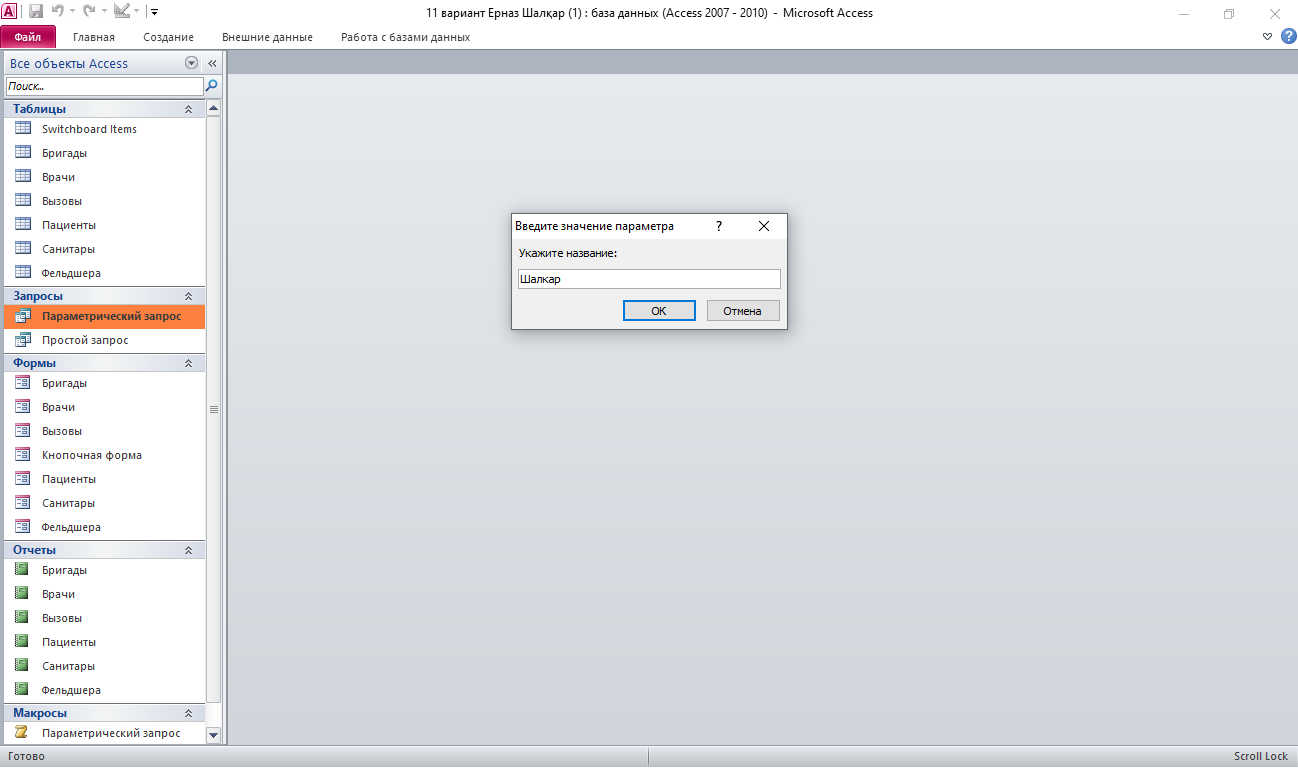 11 вариант Ерназ Шалқар (1) : база данных (Access 2007 - 2010) - Microsoft Access
Файл Главная Создание Внешние данные Работа с базами данных
Все объекты Access
Поиск...
Таблицы
Switchboard Items
Бригады
Врачи
Вызовы
Пациенты
Санитары
Фельдшера
Запросы
Параметрический запрос
Простой запрос
Формы
Бригады
Врачи
Вызовы
Кнопочная форма
Пациенты
Санитары
Фельдшера
Отчеты
Бригады
Врачи
Вызовы
Пациенты
Санитары
Фельдшера
Макросы
Параметрический запрос
Введите значение параметра
Укажите название:
Шалкар
ОК Отмена
Готово Scroll Lock